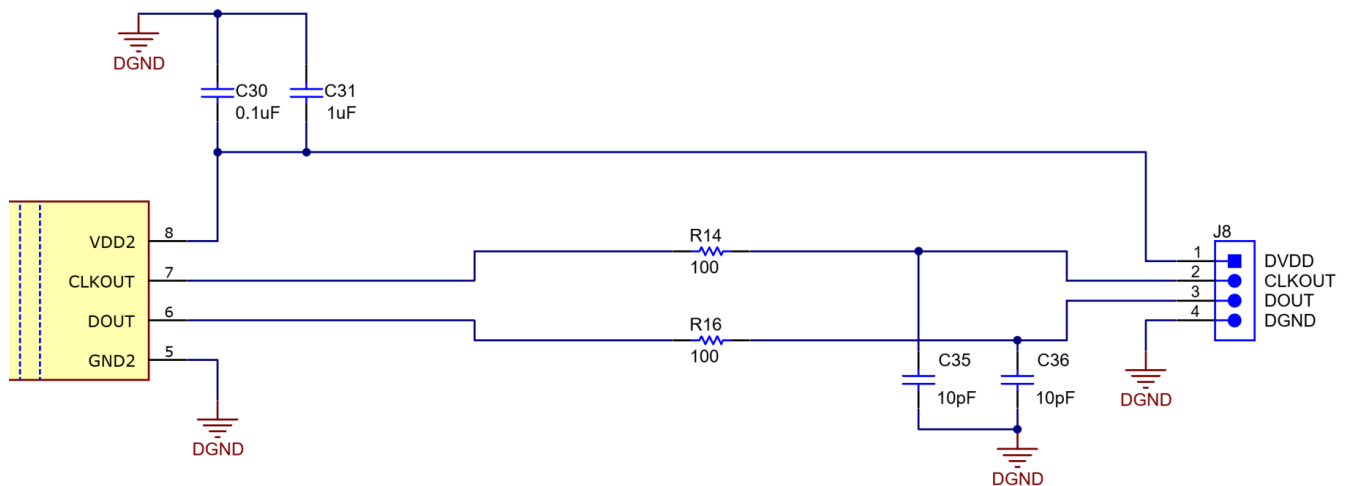 DGND
C30
0.1uF
C31
1uF
VDD2
8
CLKOUT
7
DOUT
6
GND2
5
DGND
R14
100
R16
100
C35
10pF
C36
10pF
DGND
J8
1
DVDD
2
CLKOUT
3
DOUT
4
DGND
DGND